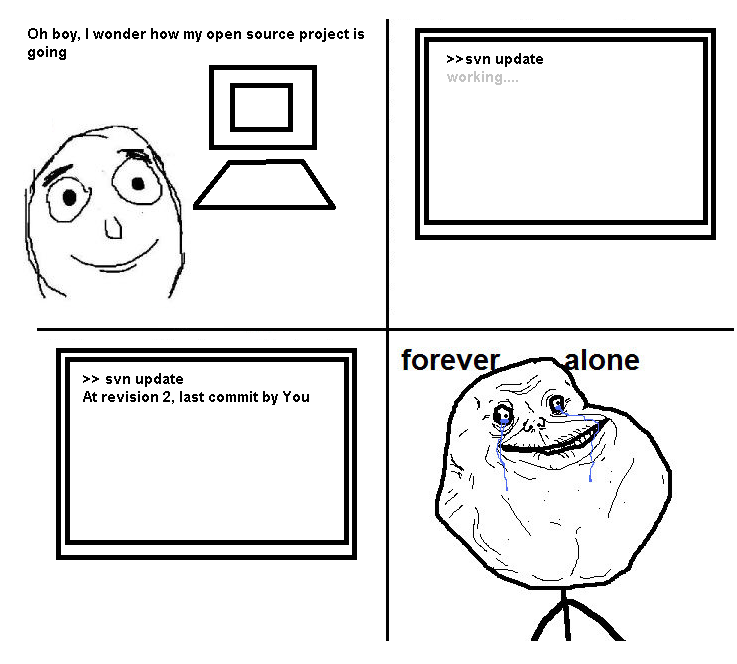 Oh boy, I wonder how my open source project is
going
>>svn update
working....
>> svn update
At revision 2, last commit by You
forever alone